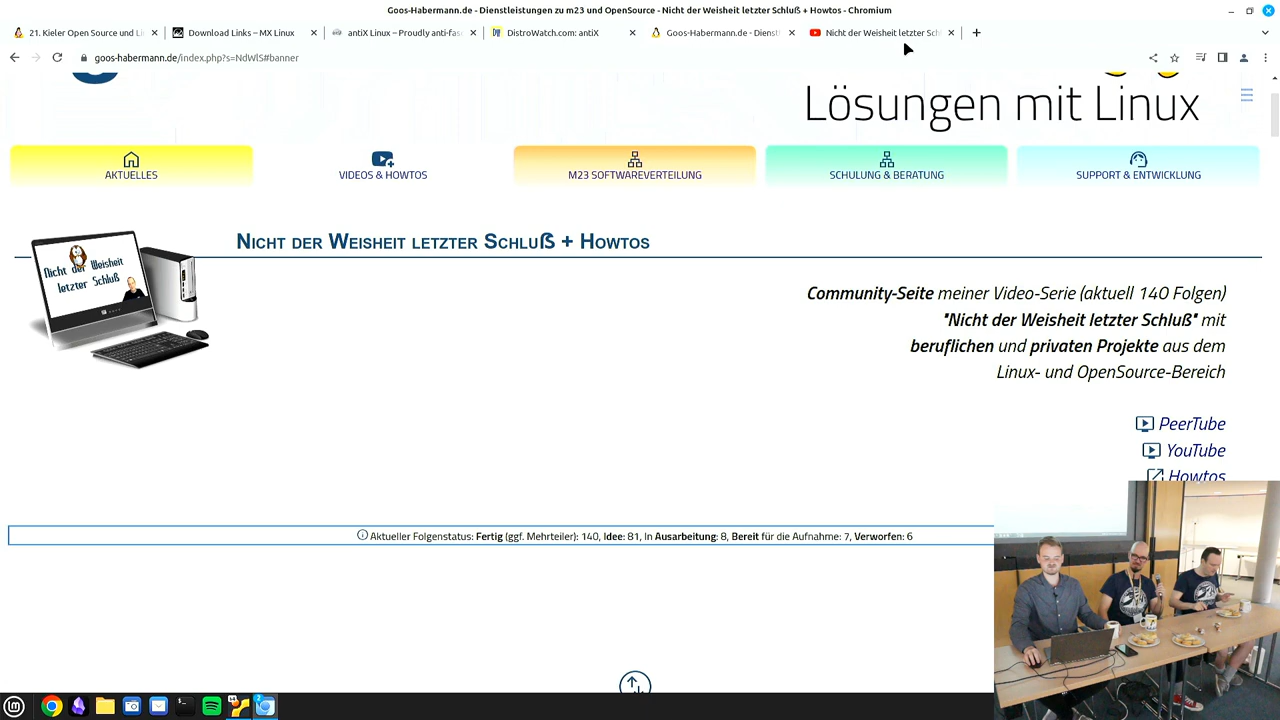 Goos-Habermann.de - Dienstleistungen zu m23 und OpenSource - Nicht der Weisheit letzter Schluß + Howtos - Chromium
21. Kieler Open Source und Li
Download Links – MX Linux
antiX Linux – Proudly anti-fas
DistroWatch.com: antiX
Goos-Habermann.de - Dienst
Nicht der Weisheit letzter Schl
goos-habermann.de/index.php?s=NdWlS#banner
Lösungen mit Linux
AKTUELLES
VIDEOS & HOWTOS
M23 SOFTWAREVERTEILUNG
SCHULUNG & BERATUNG
SUPPORT & ENTWICKLUNG
Nicht der Weisheit letzter Schluß + Howtos
Nicht der Weisheit
letzter Schluß
Community-Seite meiner Video-Serie (aktuell 140 Folgen)
"Nicht der Weisheit letzter Schluß" mit
beruflichen und privaten Projekte aus dem
Linux- und OpenSource-Bereich
PeerTube
YouTube
Howtos
Aktueller Folgenstatus: Fertig (ggf. Mehrteiler): 140, Idee: 81, In Ausarbeitung: 8, Bereit für die Aufnahme: 7, Verworfen: 6